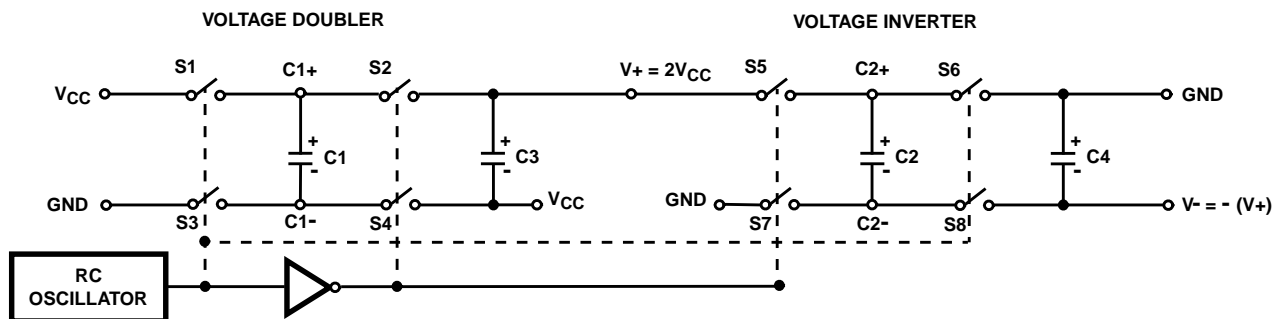 VOLTAGE DOUBLER
VOLTAGE INVERTER
S1 C1+ S2 V+ = 2VCC S5 C2+ S6
VCC GND
+ C1 - + C3 - + C2 - + C4 -
GND VCC GND V- = - (V+)
S3 C1- S4 S7 C2- S8
RC
OSCILLATOR